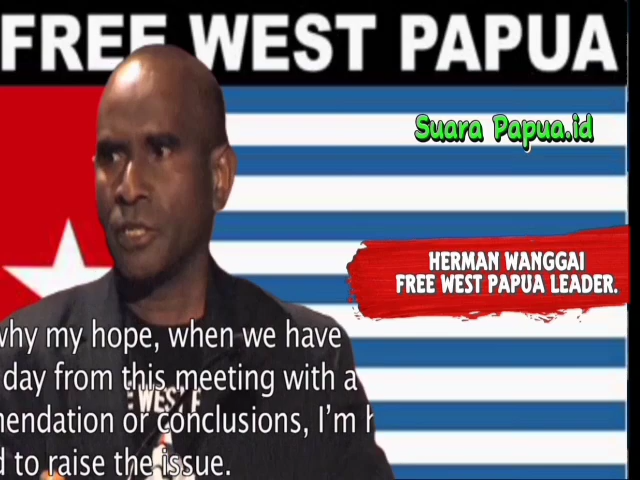 FREE WEST PAPUA
Suara Papua.id
HERMAN WANGGAI
FREE WEST PAPUA LEADER.
why my hope, when we have
day from this meeting with a
or conclusions, I'm
to raise the issue.
WEST